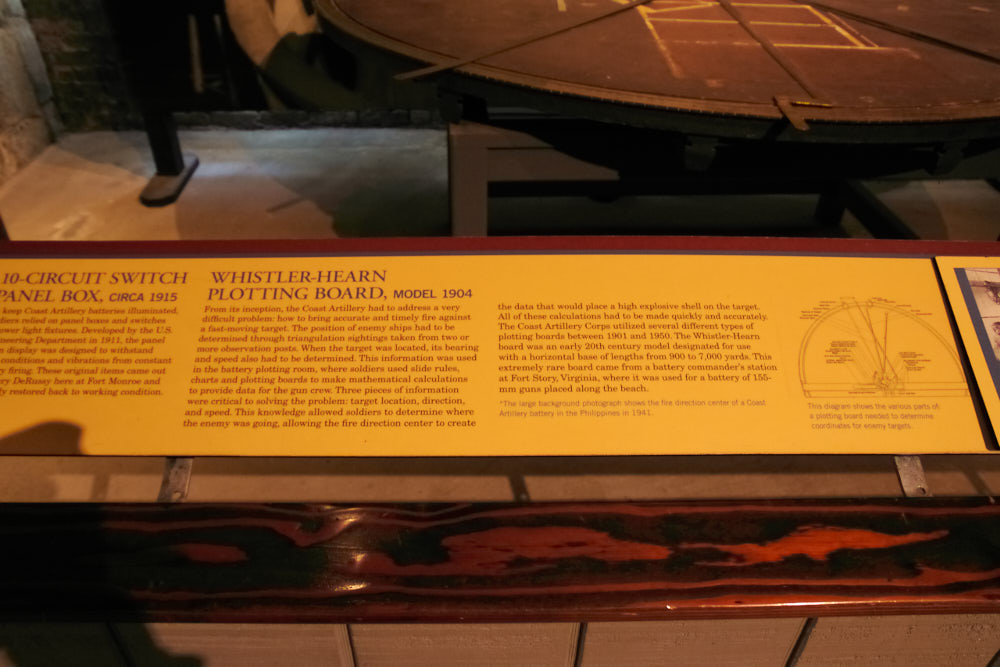 10-CIRCUIT SWITCH
PANEL BOX, CIRCA 1915
keep Coast Artillery batteries illuminated,
diers relied on panel boxes and switches
ower light fixtures. Developed by the U.S.
neering Department in 1911, the panel
n display was designed to withstand
conditions and vibrations from constant
ry firing. These original items came out
ery DeRussy here at Fort Monroe and
ly restored back to working condition.
WHISTLER-HEARN
PLOTTING BOARD, MODEL 1904
From its inception, the Coast Artillery had to address a very
difficult problem: how to bring accurate and timely fire against
a fast-moving target. The position of enemy ships had to be
determined through triangulation sightings taken from two or
more observation posts. When the target was located, its bearing
and speed also had to be determined. This information was used
in the battery plotting room, where soldiers used slide rules,
charts and plotting boards to make mathematical calculations
to provide data for the gun crew. Three pieces of information
were critical to solving the problem: target location, direction,
and speed. This knowledge allowed soldiers to determine where
the enemy was going, allowing the fire direction center to create
the data that would place a high explosive shell on the target.
All of these calculations had to be made quickly and accurately.
The Coast Artillery Corps utilized several different types of
plotting boards between 1901 and 1950. The Whistler-Hearn
board was an early 20th century model designated for use
with a horizontal base of lengths from 900 to 7,000 yards. This
extremely rare board came from a battery commander's station
at Fort Story, Virginia, where it was used for a battery of 155-
mm guns placed along the beach.
*The large background photograph shows the fire direction center of a Coast
Artillery battery in the Philippines in 1941.
This diagram shows the various parts of
a plotting board needed to determine
coordinates for enemy targets.